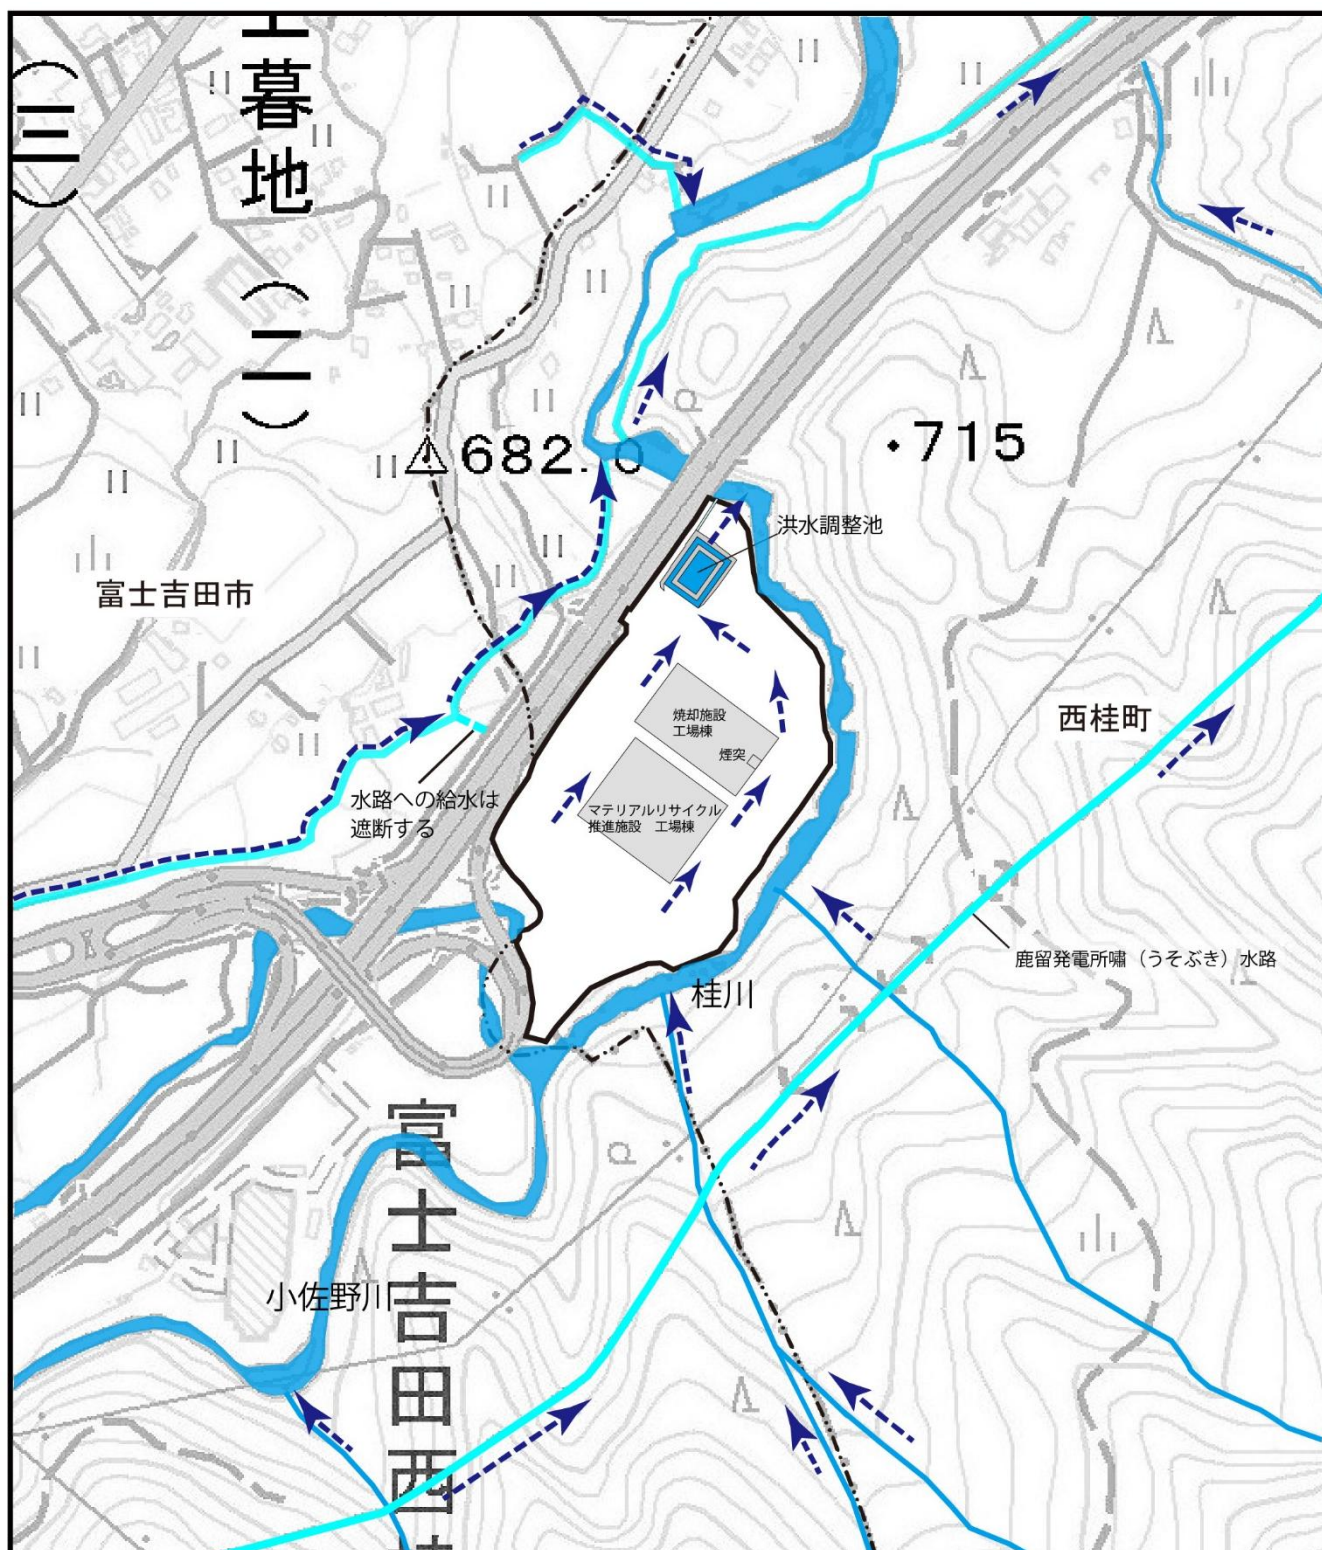 上暮地(二)
(三)
682.0
715
洪水調整池
富士吉田市
焼却施設
工場棟
煙突
西桂町
水路への給水は
遮断する
マテリアルリサイクル
推進施設 工場棟
鹿留発電所嘯(うそぶき)水路
桂川
小佐野川
富士吉田西